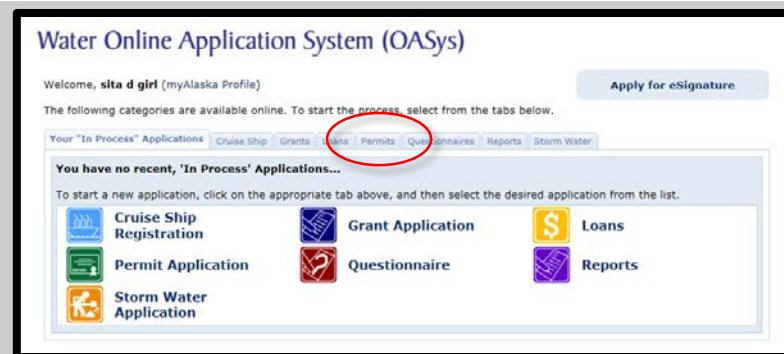 Water Online Application System (OASys)
Welcome, sita d girl (myAlaska Profile)
Apply for eSignature
The following categories are available online. To start the process, select from the tabs below.
Your "In Process" Applications Cruise Ship Grants Loans Permits Questionnaires Reports Storm Water
You have no recent, 'In Process' Applications...
To start a new application, click on the appropriate tab above, and then select the desired application from the list.
Cruise Ship
Registration
Grant Application
Loans
Permit Application
Questionnaire
Reports
Storm Water
Application